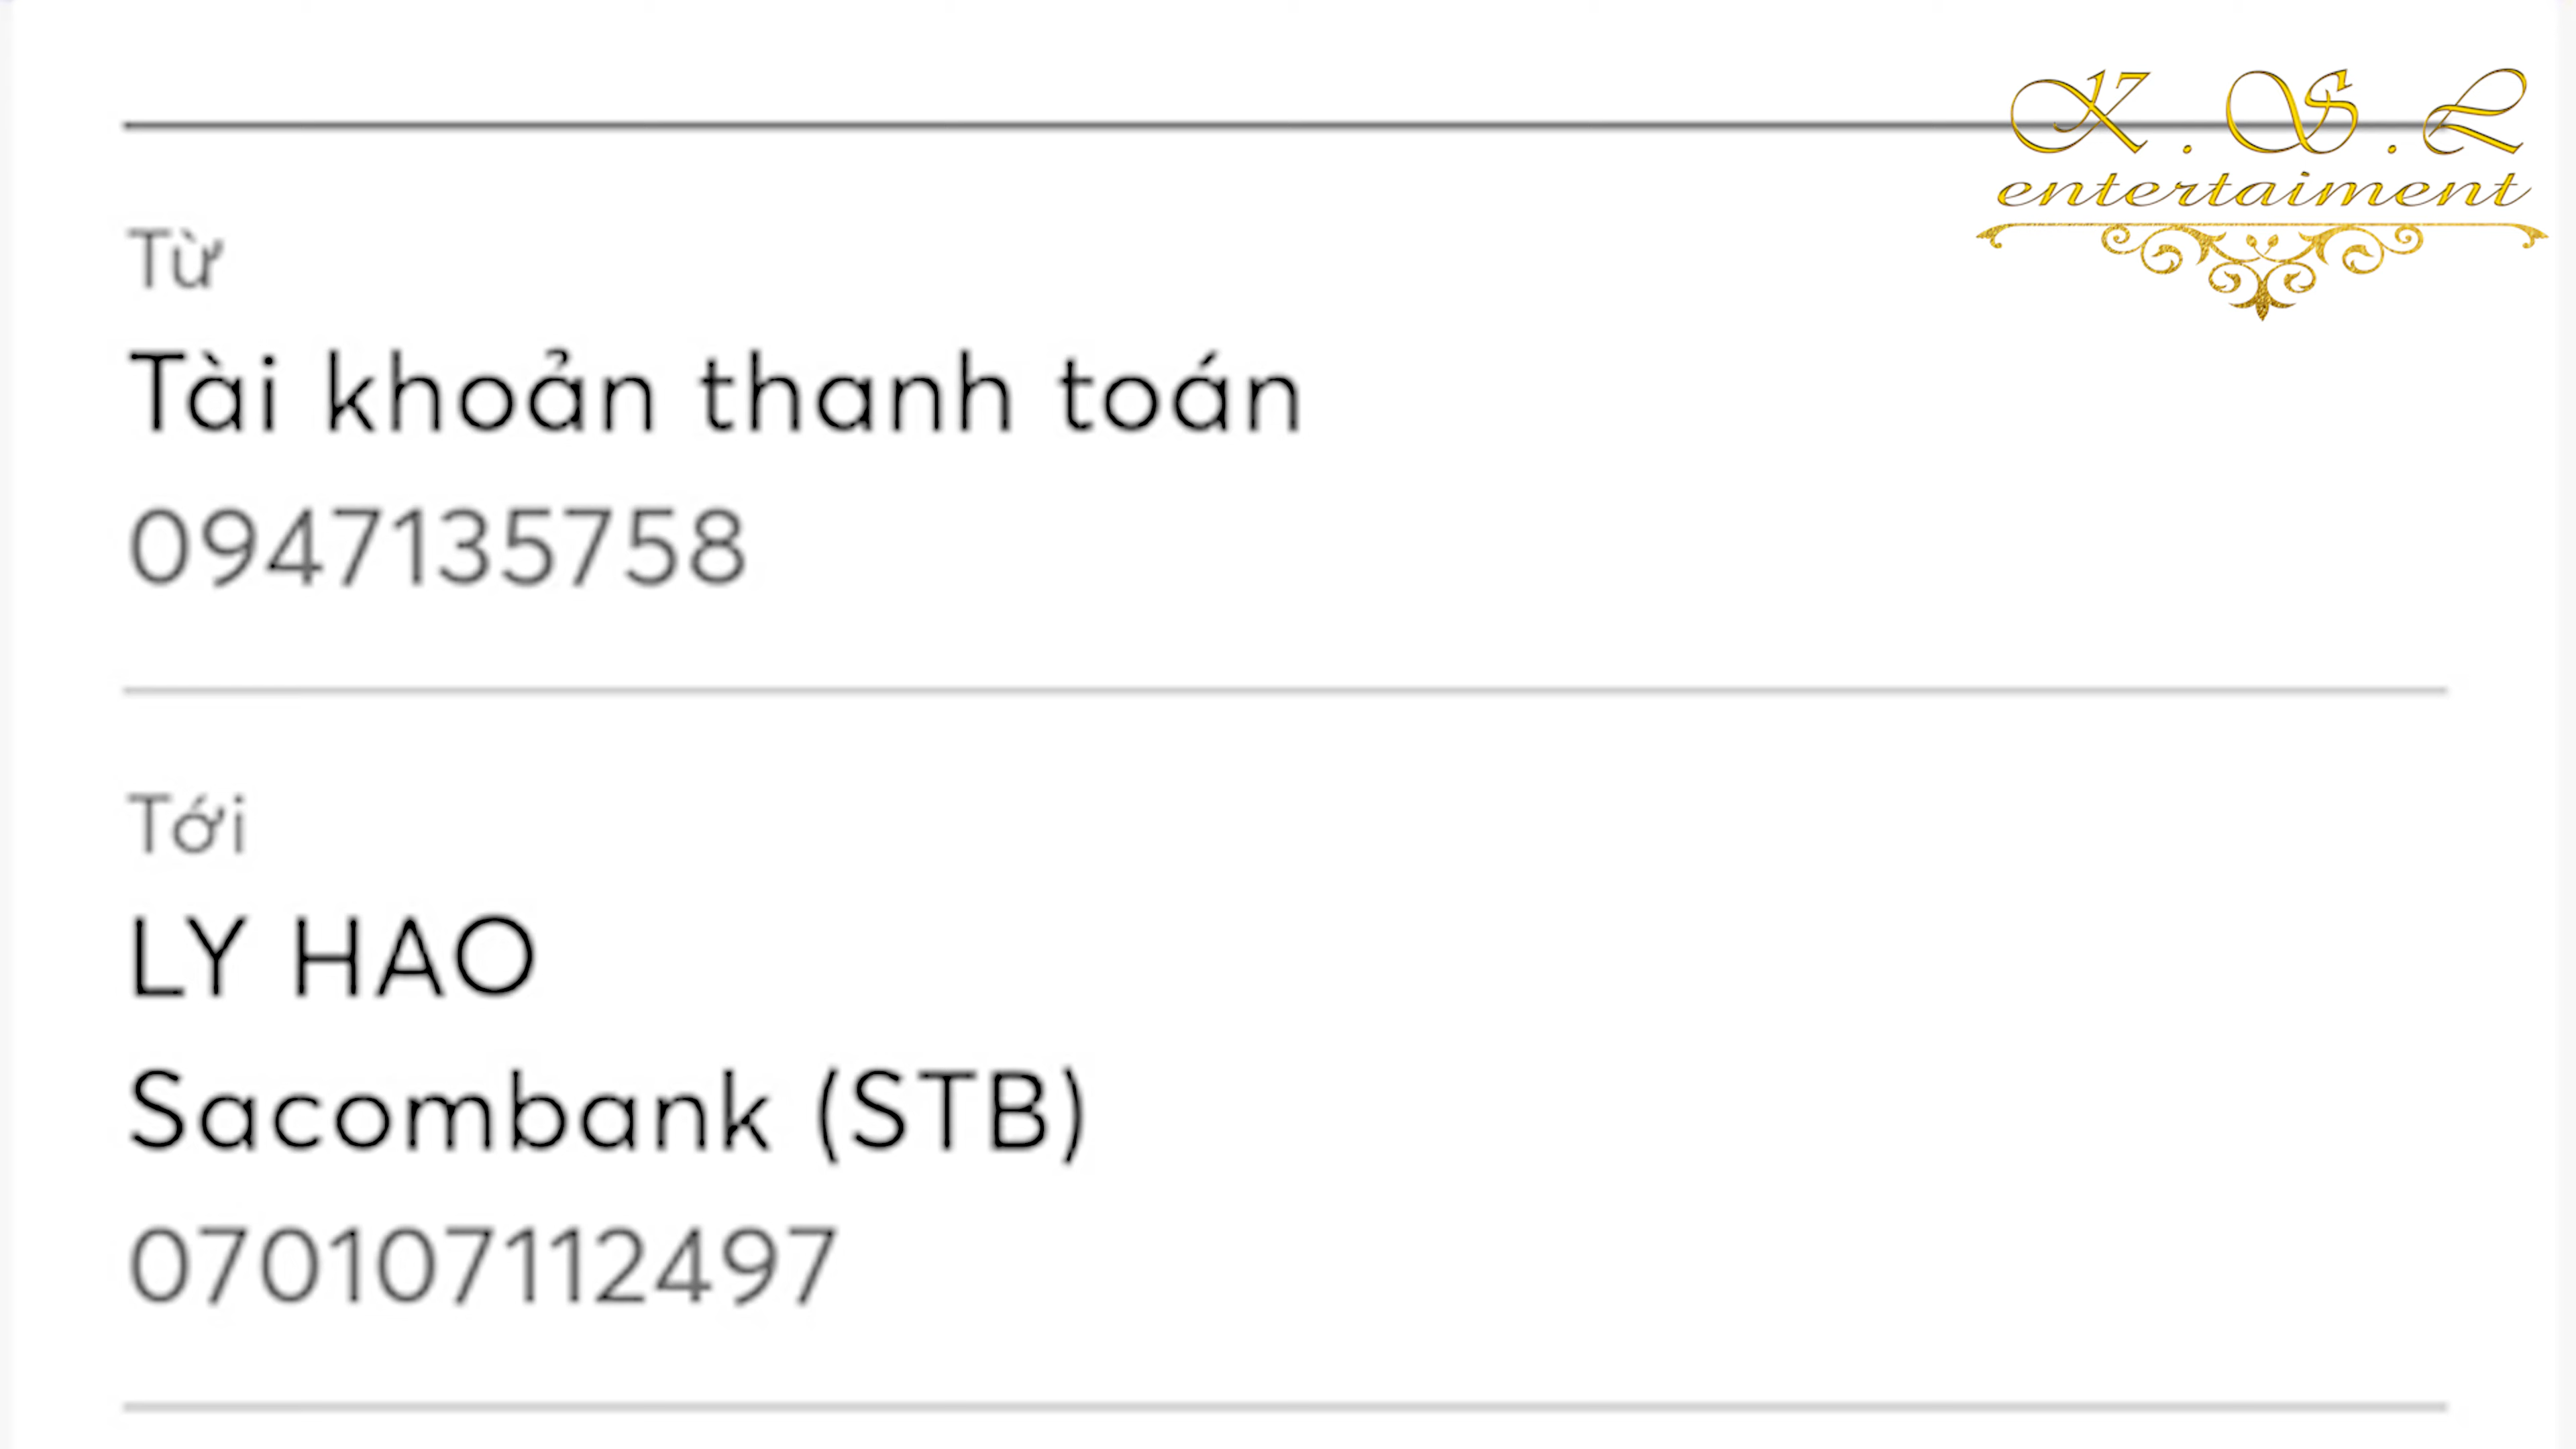 K.S.L
entertaiment
Từ
Tài khoản thanh toán
0947135758
Tới
LY HAO
Sacombank (STB)
070107112497